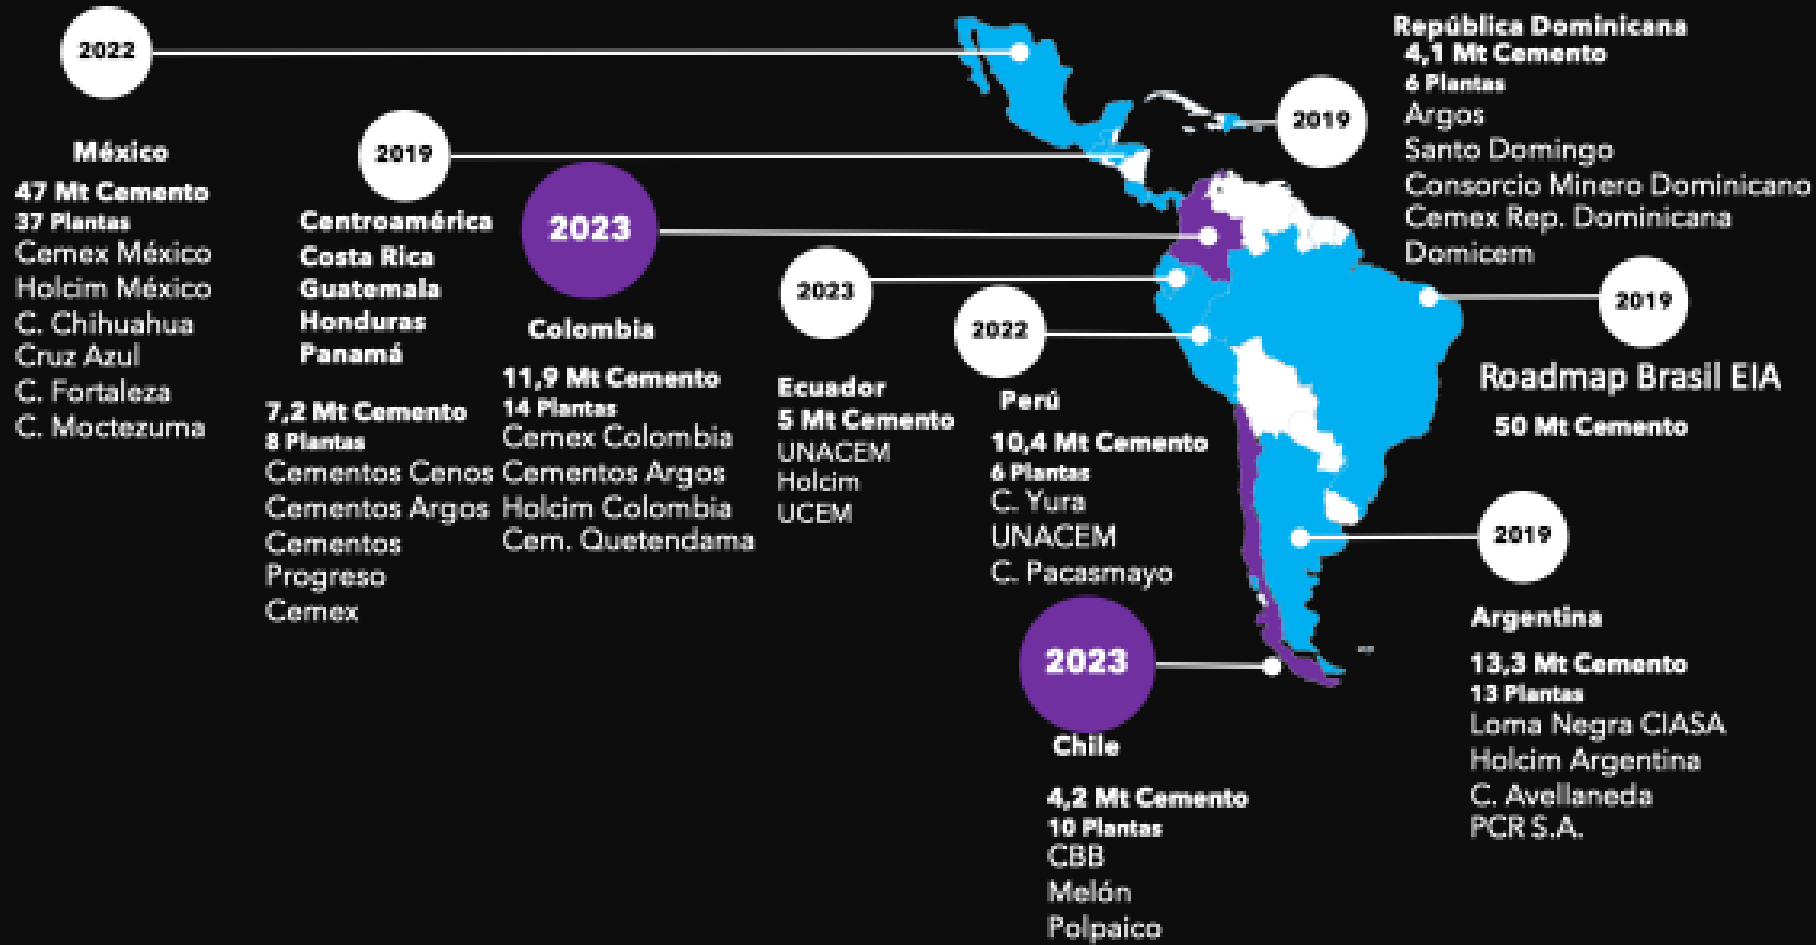 2022
México
47 Mt Cemento
37 Plantas
Cemex México
Holcim México
C. Chihuahua
Cruz Azul
C. Fortaleza
C. Moctezuma
2019
Centroamérica
Costa Rica
Guatemala
Honduras
Panamá
7,2 Mt Cemento
8 Plantas
Cementos Cenos
Cementos Argos
Cementos
Progreso
Cemex
2023
Colombia
11,9 Mt Cemento
14 Plantas
Cemex Colombia
Cementos Argos
Holcim Colombia
Cem. Quetendama
2023
Ecuador
5 Mt Cemento
UNACEM
Holcim
UCEM
2022
Perú
10,4 Mt Cemento
6 Plantas
C. Yura
UNACEM
C. Pacasmayo
2023
Chile
4,2 Mt Cemento
10 Plantas
CBB
Melón
Polpaico
2019
República Dominicana
4,1 Mt Cemento
6 Plantas
Argos
Santo Domingo
Consorcio Minero Dominicano
Cemex Rep. Dominicana
Domicem
2019
Roadmap Brasil EIA
50 Mt Cemento
2019
Argentina
13,3 Mt Cemento
13 Plantas
Loma Negra CIASA
Holcim Argentina
C. Avellaneda
PCR S.A.